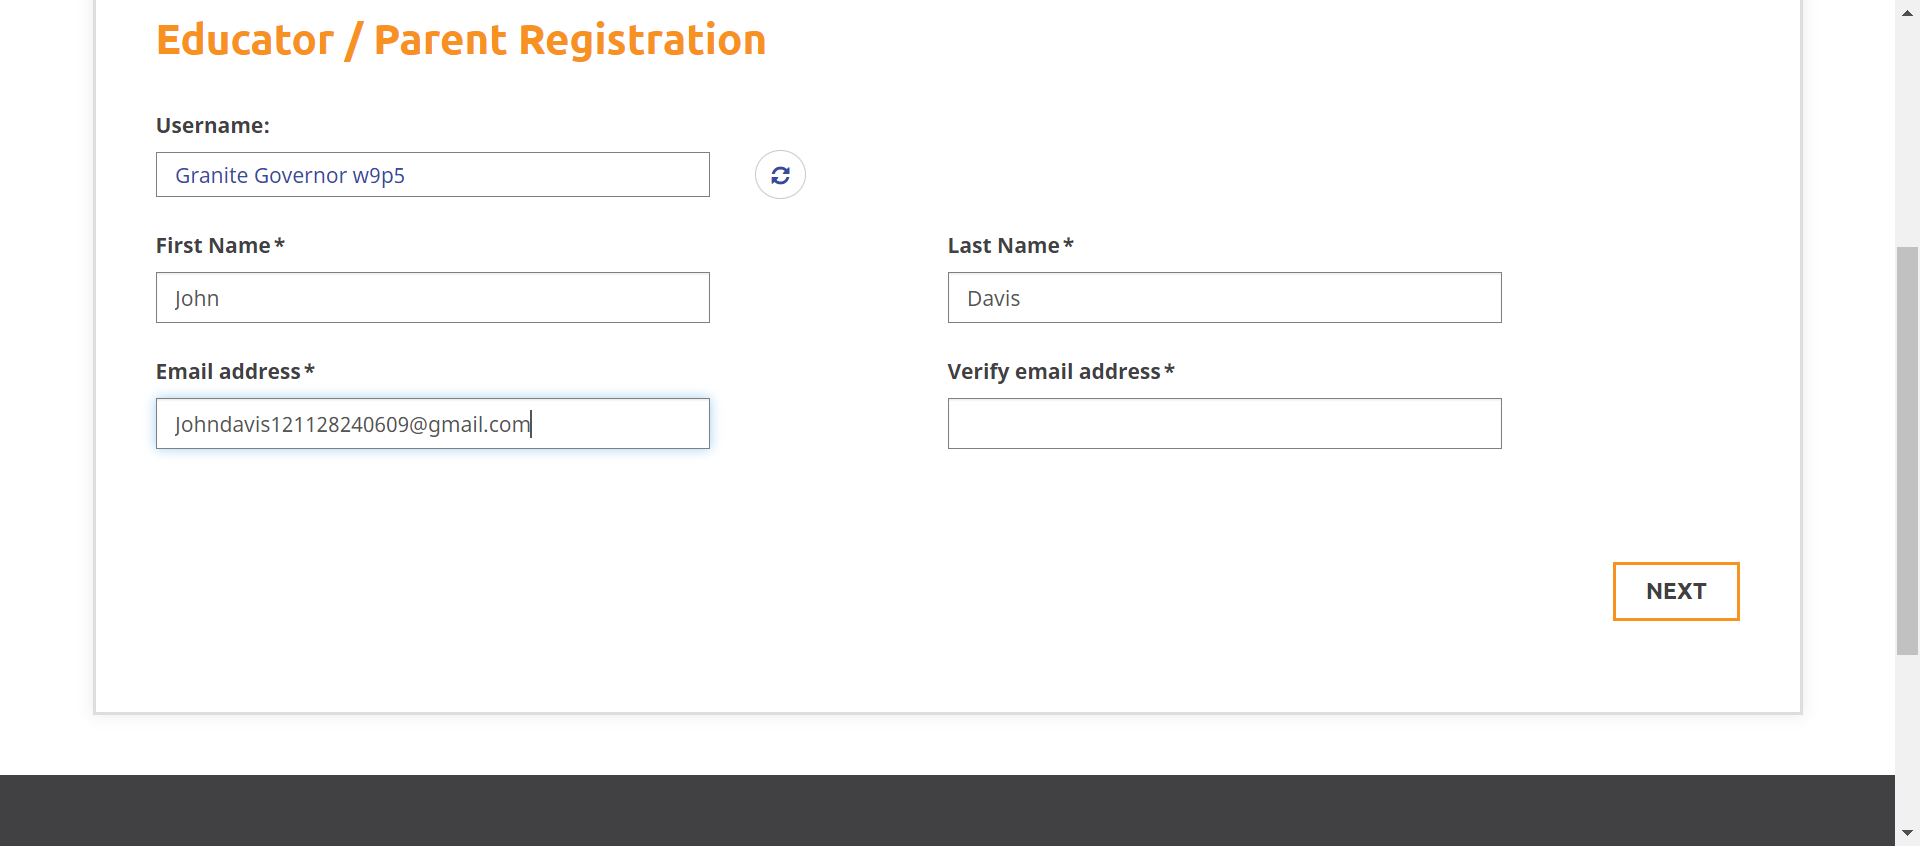 Educator / Parent Registration
Username:
Granite Governor w9p5
First Name*
Last Name*
John
Davis
Email address*
Verify email address*
Johndavis121128240609@gmail.com
NEXT